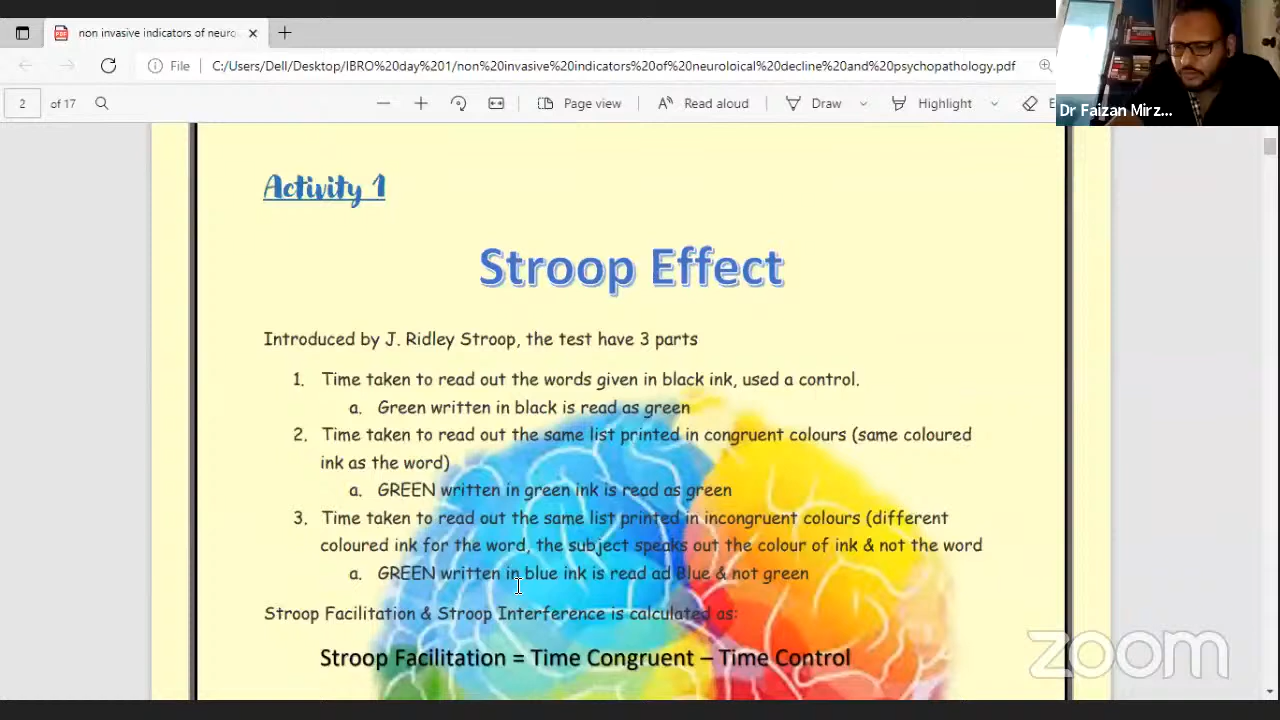 non invasive indicators of neuro
File C:/Users/Dell/Desktop/IBRO%20day%201/non%20invasive%20indicators%20of%20neuroloical%20decline%20and%20psychopathology.pdf
2 of 17 Page view Read aloud Draw Highlight
Dr Faizan Mirz...
Activity 1
Stroop Effect
Introduced by J. Ridley Stroop, the test have 3 parts
1. Time taken to read out the words given in black ink, used a control.
a. Green written in black is read as green
2. Time taken to read out the same list printed in congruent colours (same coloured
ink as the word)
a. GREEN written in green ink is read as green
3. Time taken to read out the same list printed in incongruent colours (different
coloured ink for the word, the subject speaks out the colour of ink & not the word
a. GREEN written in blue ink is read ad Blue & not green
Stroop Facilitation & Stroop Interference is calculated as:
Stroop Facilitation = Time Congruent – Time Control
zoom